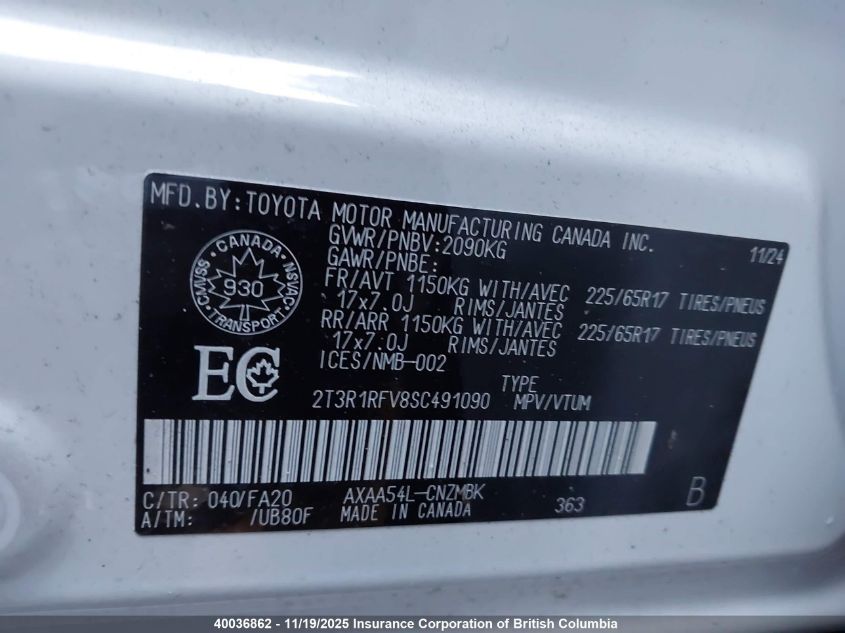 MFD.BY:TOYOTA MOTOR MANUFACTURING CANADA INC. 11/24
GVWR/PNBV:2090KG
GAWR/PNBE:
FR/AVT 1150KG WITH/AVEC 225/65R17 TIRES/PNEUS
17x7.0J RIMS/JANTES
RR/ARR 1150KG WITH/AVEC 225/65R17 TIRES/PNEUS
17x7.0J RIMS/JANTES
ICES/NMB-002
CANADA
CMVSS 930 NSVAC
TRANSPORT
EC
TYPE
2T3R1RFV8SC491090 MPV/VTUM
C/TR: 040/FA20 AXAA54L-CNZMBK 363 B
A/TM: /UB80F MADE IN CANADA
40036862 - 11/19/2025 Insurance Corporation of British Columbia